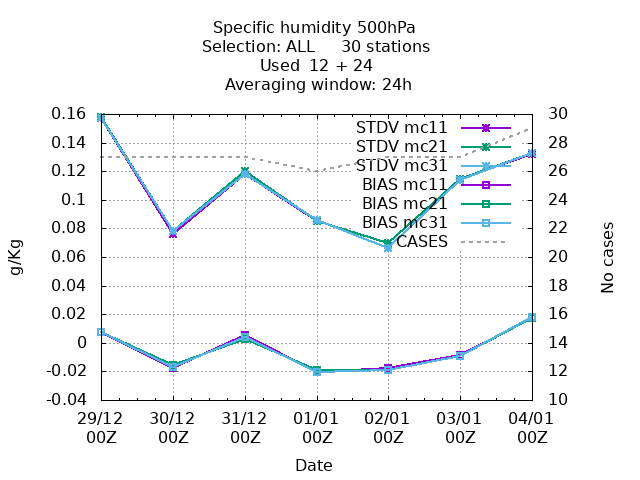 Specific humidity 500hPa
Selection: ALL     30 stations
Used  12 + 24
Averaging window: 24h
0.16
0.14
0.12
0.1
0.08
0.06
0.04
0.02
0
-0.02
-0.04
g/Kg
STDV mc11
STDV mc21
STDV mc31
BIAS mc11
BIAS mc21
BIAS mc31
CASES
30
28
26
24
22
20
18
16
14
12
10
No cases
29/12 30/12 31/12 01/01 02/01 03/01 04/01
00Z 00Z 00Z 00Z 00Z 00Z 00Z
Date